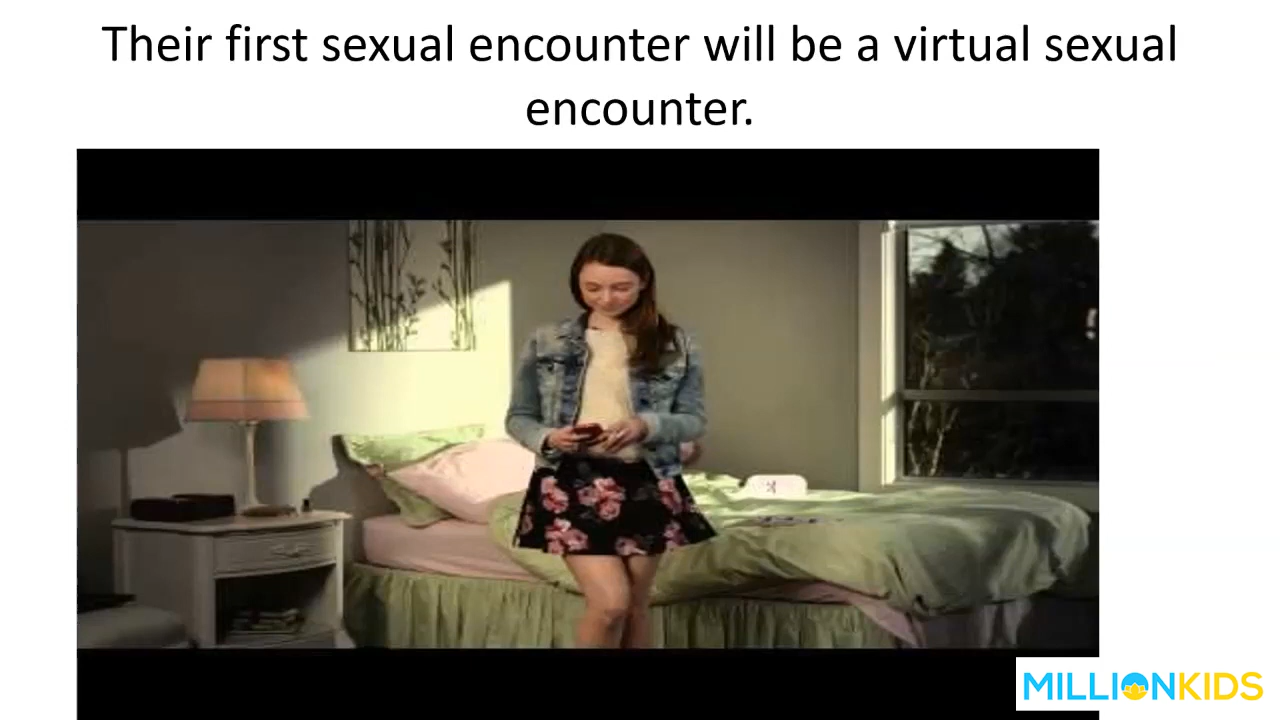 Their first sexual encounter will be a virtual sexual
encounter.
MILLIONKIDS